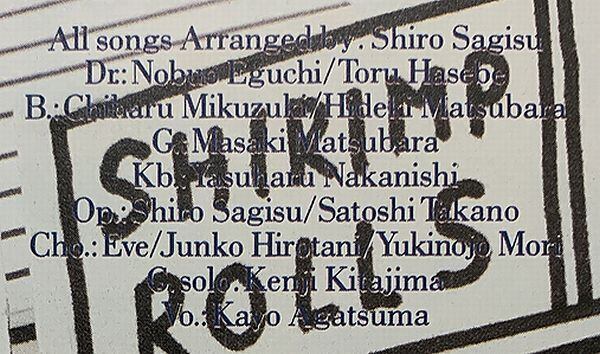 All songs Arranged by: Shiro Sagisu
Dr.: Nobuo Eguchi/Toru Hasebe
B.: Chiharu Mikuzuki/Hideki Matsubara
G.: Masaki Matsubara
Kb.: Yasuharu Nakanishi
Op.: Shiro Sagisu/Satoshi Takano
Cho.: Eve/Junko Hirotani/Yukinojo Mori
G. solo: Kenji Kitajima
Vo.: Kayo Agatsuma
SHIKIMP
ROLLS